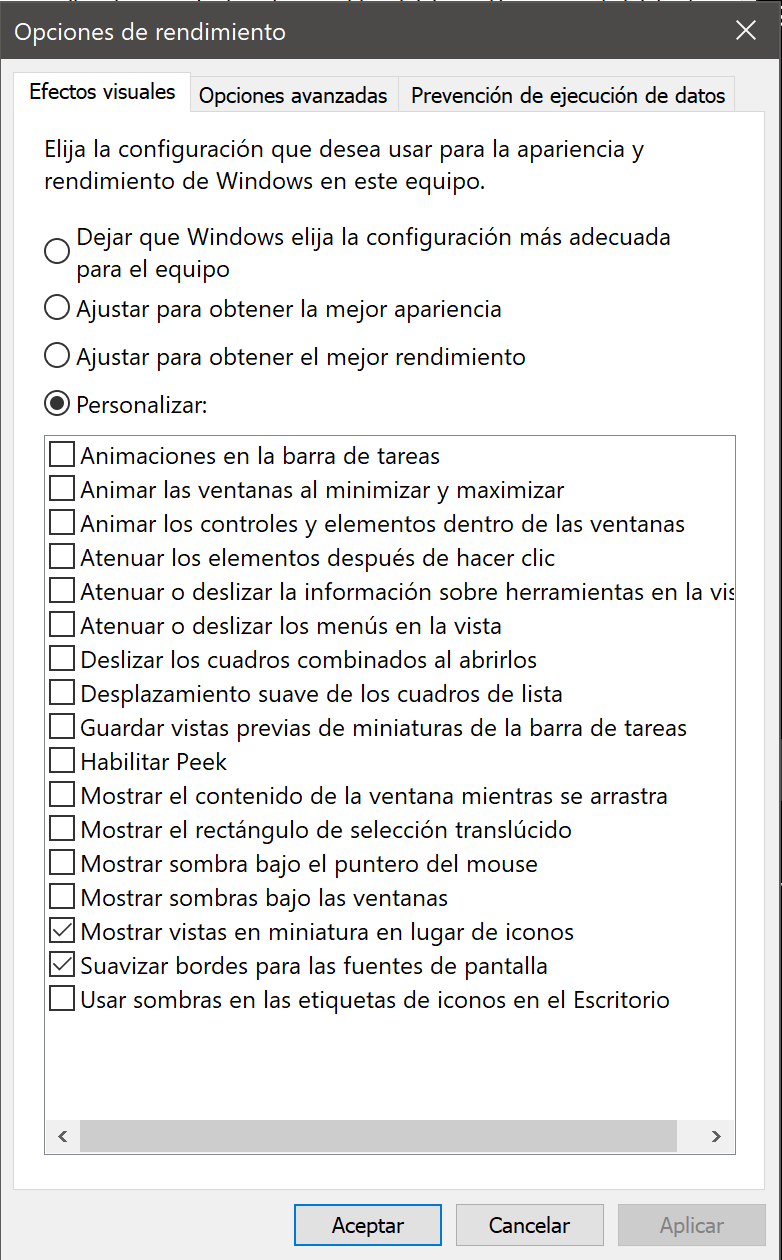 Opciones de rendimiento
Efectos visuales
Opciones avanzadas
Prevención de ejecución de datos
Elija la configuración que desea usar para la apariencia y
rendimiento de Windows en este equipo.
Dejar que Windows elija la configuración más adecuada
para el equipo
Ajustar para obtener la mejor apariencia
Ajustar para obtener el mejor rendimiento
Personalizar:
Animaciones en la barra de tareas
Animar las ventanas al minimizar y maximizar
Animar los controles y elementos dentro de las ventanas
Atenuar los elementos después de hacer clic
Atenuar o deslizar la información sobre herramientas en la
Atenuar o deslizar los menús en la vista
Deslizar los cuadros combinados al abrirlos
Desplazamiento suave de los cuadros de lista
Guardar vistas previas de miniaturas de la barra de tareas
Habilitar Peek
Mostrar el contenido de la ventana mientras se arrastra
Mostrar el rectángulo de selección translúcido
Mostrar sombra bajo el puntero del mouse
Mostrar sombras bajo las ventanas
Mostrar vistas en miniatura en lugar de iconos
Suavizar bordes para las fuentes de pantalla
Usar sombras en las etiquetas de iconos en el Escritorio
Aceptar
Cancelar
Aplicar